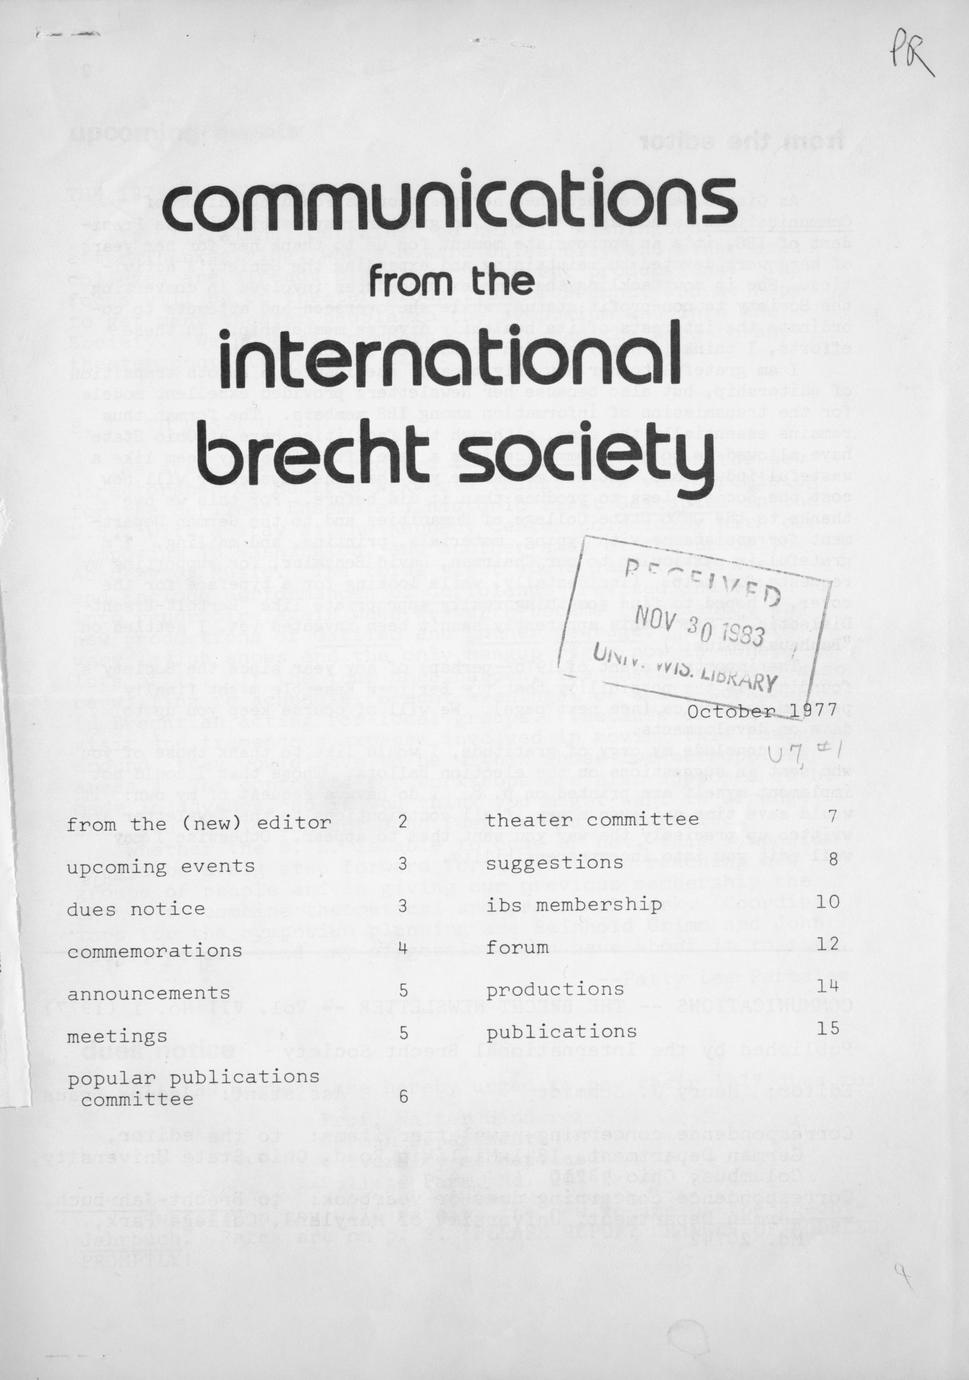 PR
communications
from the
international
brecht society
RECEIVED
NOV 30 1983
UNIV. WIS. LIBRARY
October 1977
V7, #1
from the (new) editor 2
upcoming events 3
dues notice 3
commemorations 4
announcements 5
meetings 5
popular publications
committee 6
theater committee 7
suggestions 8
ibs membership 10
forum 12
productions 14
publications 15